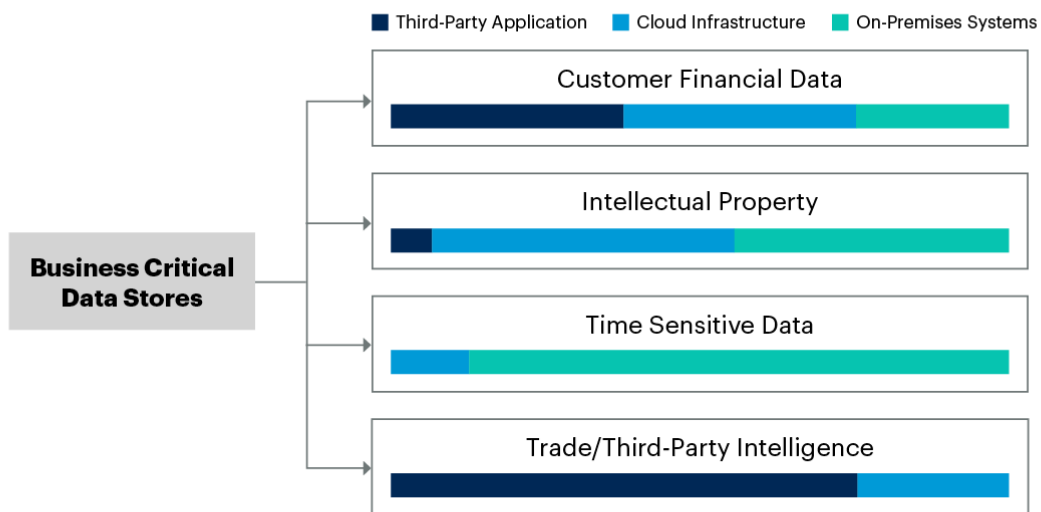 Third-Party Application Cloud Infrastructure On-Premises Systems
Customer Financial Data
Intellectual Property
Business Critical
Data Stores
Time Sensitive Data
Trade/Third-Party Intelligence